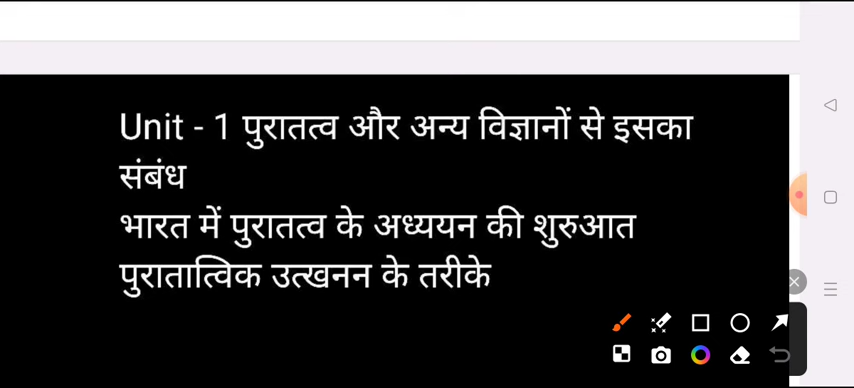 Unit - 1 पुरातत्व और अन्य विज्ञानों से इसका
संबंध
भारत में पुरातत्व के अध्ययन की शुरुआत
पुरातात्विक उत्खनन के तरीके